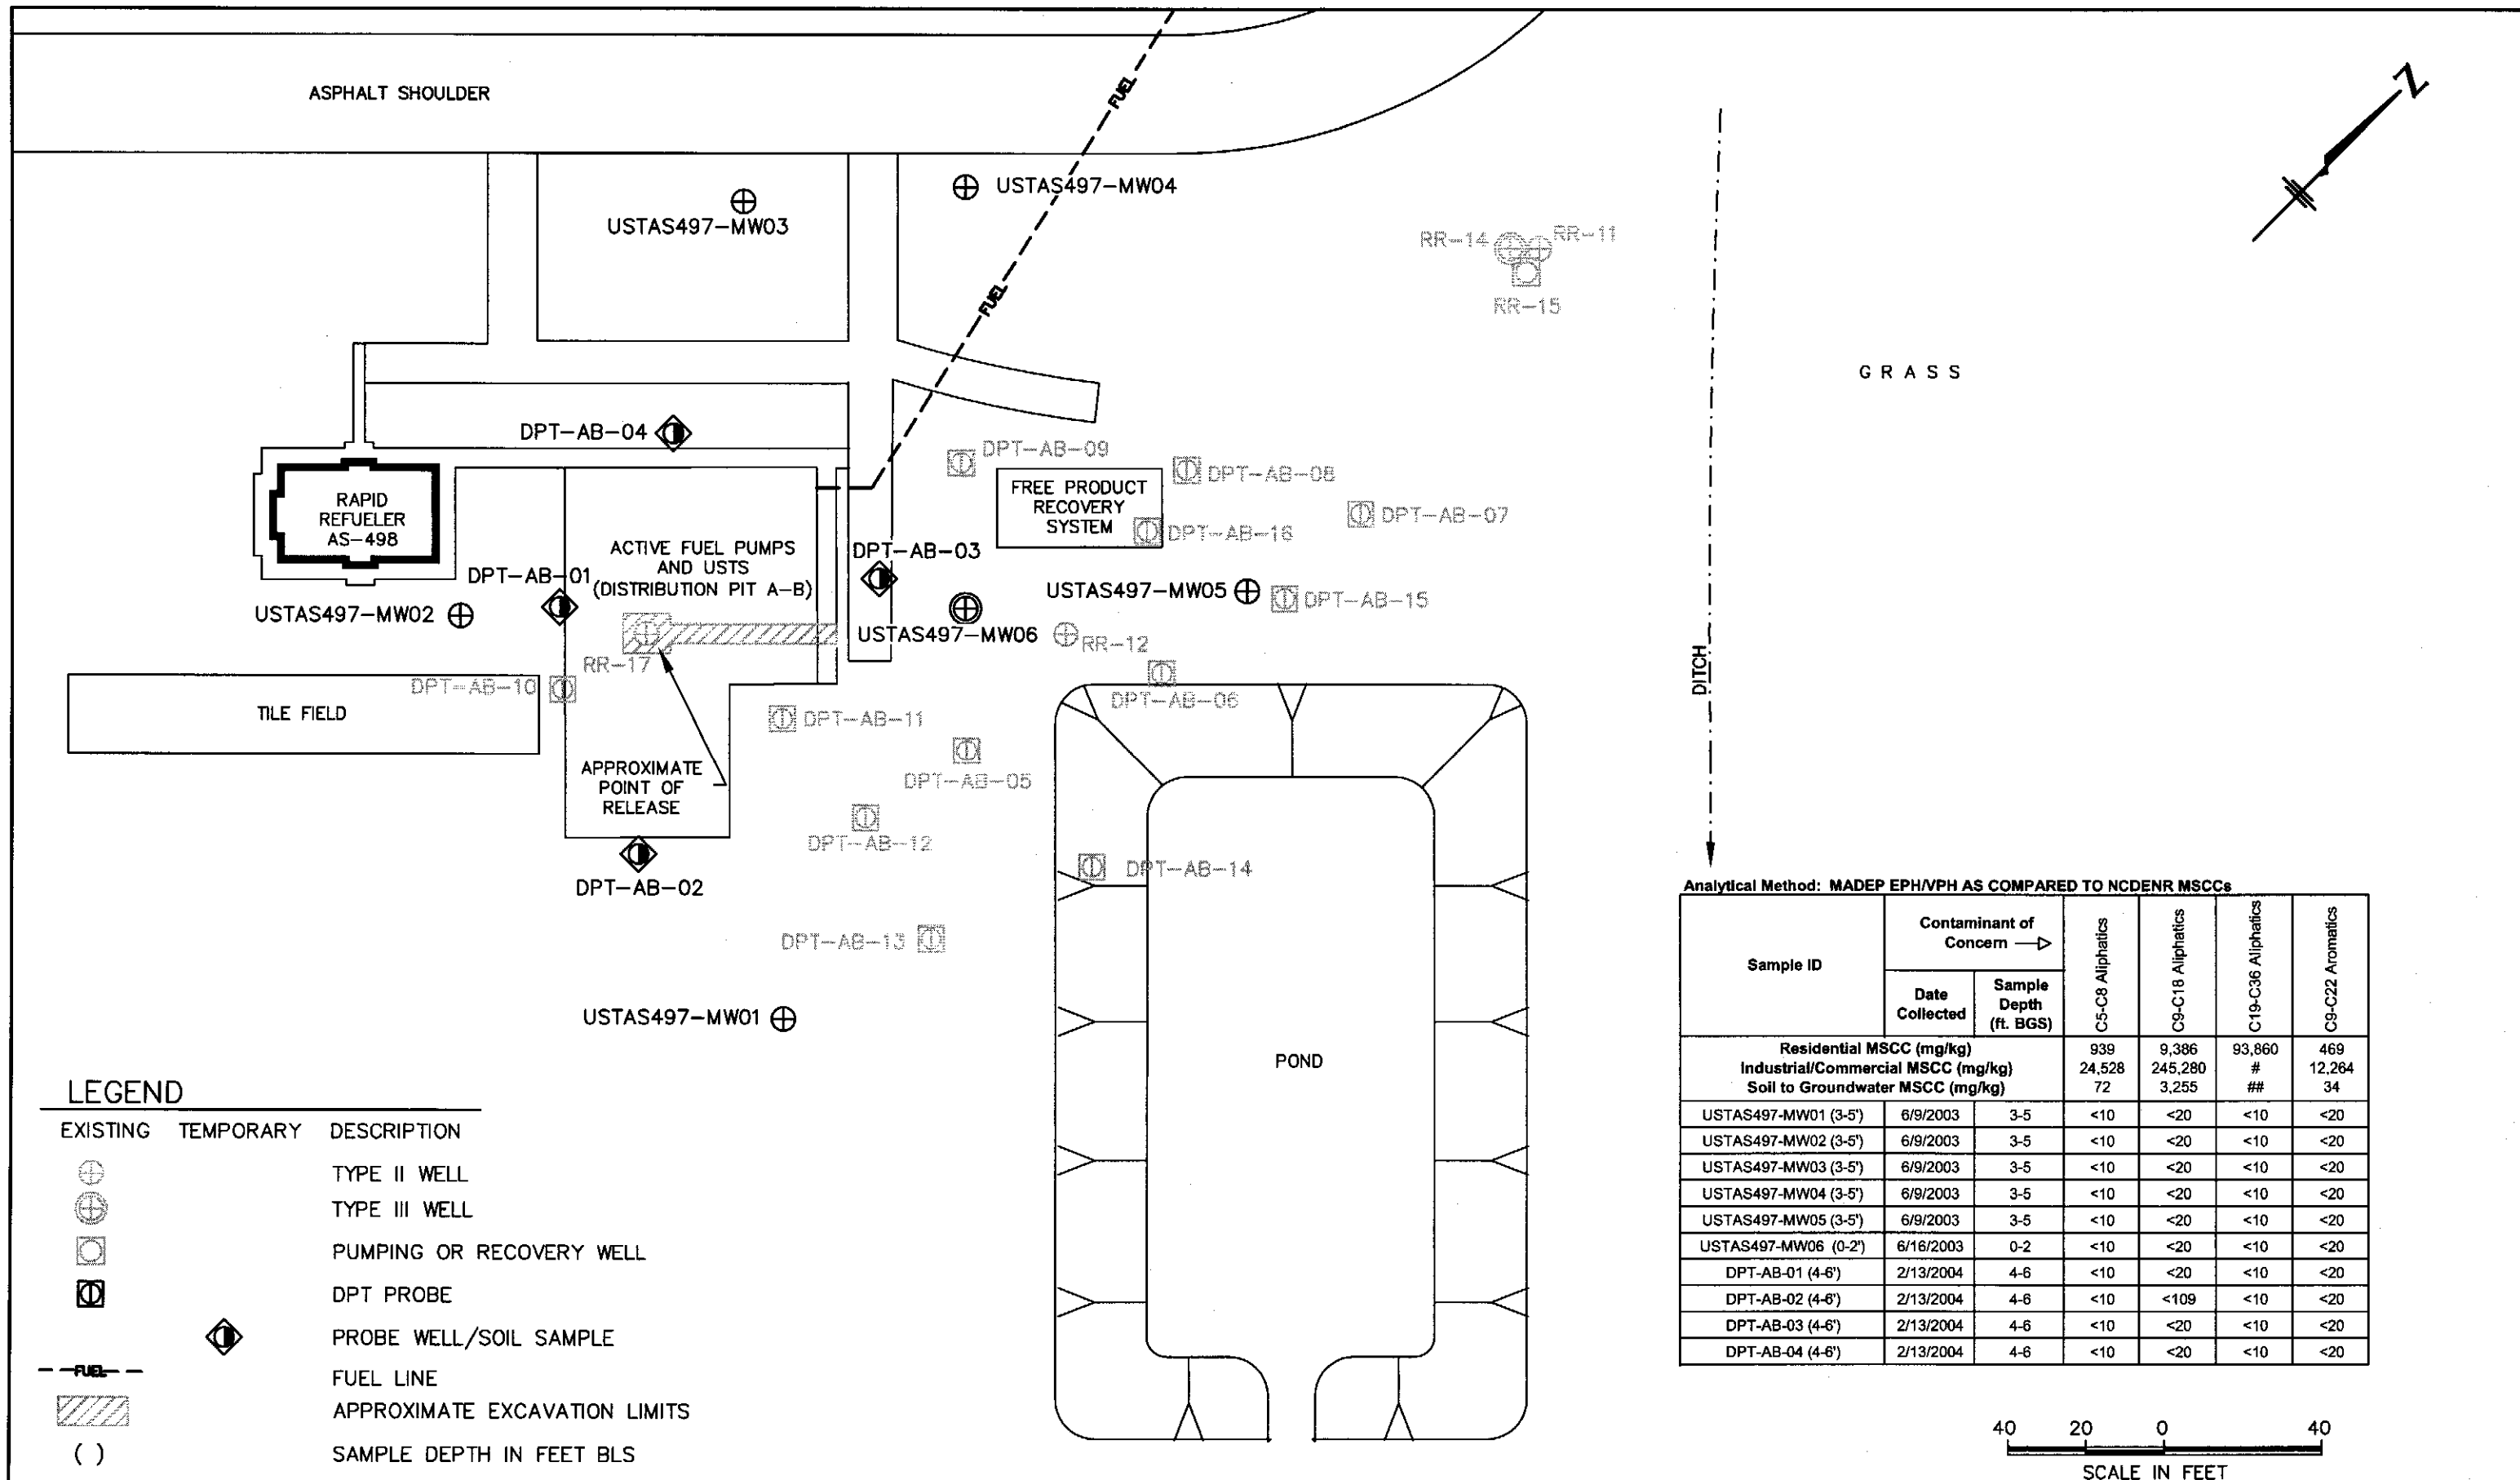 ASPHALT SHOULDER
FUEL
N
USTAS497-MW04
USTAS497-MW03
RR-14
RR-11
RR-15
FUEL
GRASS
DPT-AB-04
DPT-AB-09
DPT-AB-08
RAPID
REFUELER
AS-498
FREE PRODUCT
RECOVERY
SYSTEM
DPT-AB-16
DPT-AB-07
ACTIVE FUEL PUMPS
AND USTS
(DISTRIBUTION PIT A-B)
DPT-AB-03
DPT-AB-01
USTAS497-MW02
USTAS497-MW05
DPT-AB-15
USTAS497-MW06
RR-12
RR-17
DPT-AB-10
DPT-AB-06
DITCH
TILE FIELD
DPT-AB-11
DPT-AB-05
APPROXIMATE
POINT OF
RELEASE
DPT-AB-12
DPT-AB-14
DPT-AB-02
DPT-AB-13
USTAS497-MW01
POND
Analytical Method: MADEP EPH/VPH AS COMPARED TO NCDENR MSCCs
Sample ID
Contaminant of
Concern
Date
Collected
Sample
Depth
(ft. BGS)
C5-C8 Aliphatics
C9-C18 Aliphatics
C19-C36 Aliphatics
C9-C22 Aromatics
Residential MSCC (mg/kg) 939 9,386 93,860 469
Industrial/Commercial MSCC (mg/kg) 24,528 245,280 # 12,264
Soil to Groundwater MSCC (mg/kg) 72 3,255 ## 34
USTAS497-MW01 (3-5') 6/9/2003 3-5 <10 <20 <10 <20
USTAS497-MW02 (3-5') 6/9/2003 3-5 <10 <20 <10 <20
USTAS497-MW03 (3-5') 6/9/2003 3-5 <10 <20 <10 <20
USTAS497-MW04 (3-5') 6/9/2003 3-5 <10 <20 <10 <20
USTAS497-MW05 (3-5') 6/9/2003 3-5 <10 <20 <10 <20
USTAS497-MW06 (0-2') 6/16/2003 0-2 <10 <20 <10 <20
DPT-AB-01 (4-6') 2/13/2004 4-6 <10 <20 <10 <20
DPT-AB-02 (4-6') 2/13/2004 4-6 <10 <109 <10 <20
DPT-AB-03 (4-6') 2/13/2004 4-6 <10 <20 <10 <20
DPT-AB-04 (4-6') 2/13/2004 4-6 <10 <20 <10 <20
LEGEND
EXISTING TEMPORARY DESCRIPTION
TYPE II WELL
TYPE III WELL
PUMPING OR RECOVERY WELL
DPT PROBE
PROBE WELL/SOIL SAMPLE
FUEL FUEL LINE
APPROXIMATE EXCAVATION LIMITS
( ) SAMPLE DEPTH IN FEET BLS
40 20 0 40
SCALE IN FEET